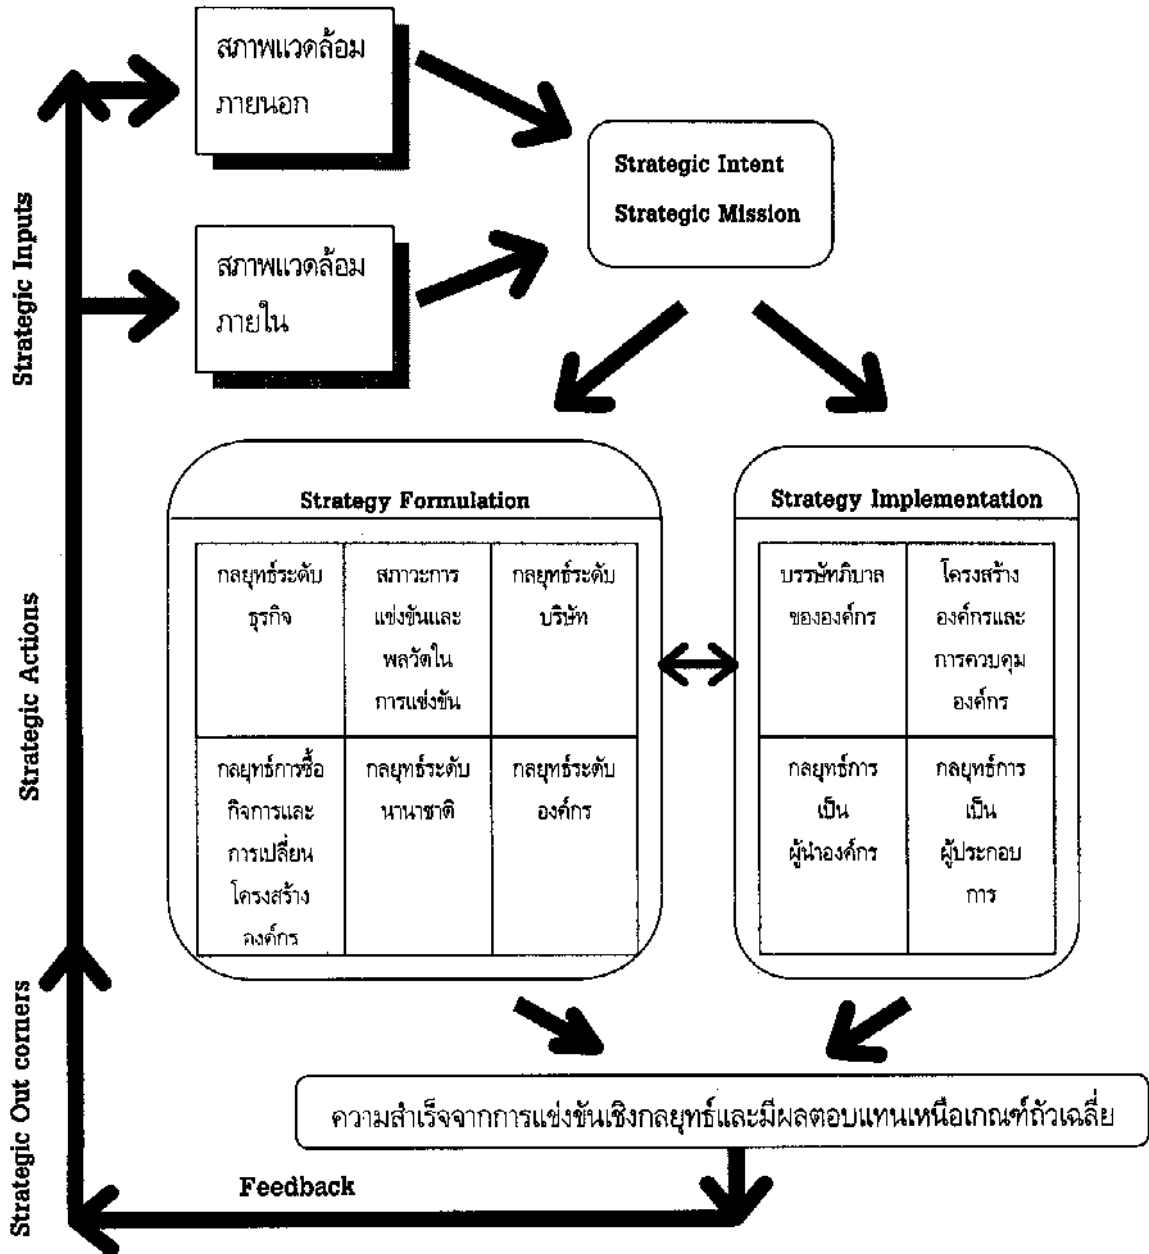 สภาพแวดล้อม
ภายนอก
Strategic Intent
Strategic Mission
Strategic Inputs
สภาพแวดล้อม
ภายใน
Strategy Formulation
กลยุทธ์ระดับ
ธุรกิจ
สภาวะการ
แข่งขันและ
พลวัตใน
การแข่งขัน
กลยุทธ์ระดับ
บริษัท
กลยุทธ์การซื้อ
กิจการและ
การเปลี่ยน
โครงสร้าง
องค์กร
กลยุทธ์ระดับ
นานาชาติ
กลยุทธ์ระดับ
องค์กร
Strategy Implementation
บรรษัทภิบาล
ขององค์กร
โครงสร้าง
องค์กรและ
การควบคุม
องค์กร
กลยุทธ์การ
เป็น
ผู้นำองค์กร
กลยุทธ์การ
เป็น
ผู้ประกอบ
การ
Strategic Actions
Strategic Out corners
ความสำเร็จจากการแข่งขันเชิงกลยุทธ์และมีผลตอบแทนเหนือเกณฑ์ถัวเฉลี่ย
Feedback